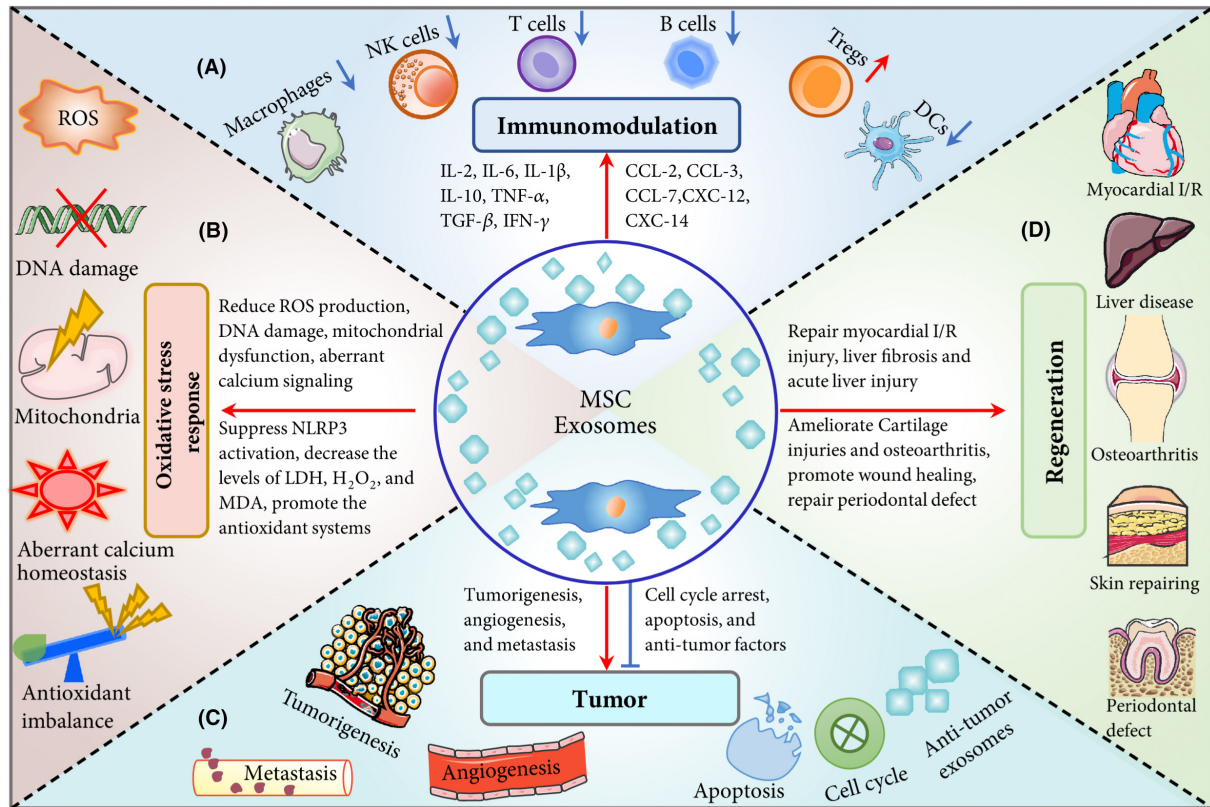 (A)
Macrophages
NK cells
T cells
B cells
Tregs
DCs
Immunomodulation
IL-2, IL-6, IL-1β,
IL-10, TNF-α,
TGF-β, IFN-γ
CCL-2, CCL-3,
CCL-7,CXC-12,
CXC-14
ROS
DNA damage
Mitochondria
Aberrant calcium
homeostasis
Antioxidant
imbalance
(B)
Oxidative stress
response
Reduce ROS production,
DNA damage, mitochondrial
dysfunction, aberrant
calcium signaling
Suppress NLRP3
activation, decrease the
levels of LDH, H₂O₂, and
MDA, promote the
antioxidant systems
MSC
Exosomes
(D)
Repair myocardial I/R
injury, liver fibrosis and
acute liver injury
Ameliorate Cartilage
injuries and osteoarthritis,
promote wound healing,
repair periodontal defect
Regeneration
Myocardial I/R
Liver disease
Osteoarthritis
Skin repairing
Periodontal
defect
(C)
Tumorigenesis,
angiogenesis,
and metastasis
Cell cycle arrest,
apoptosis, and
anti-tumor factors
Tumor
Tumorigenesis
Metastasis
Angiogenesis
Apoptosis
Cell cycle
Anti-tumor
exosomes